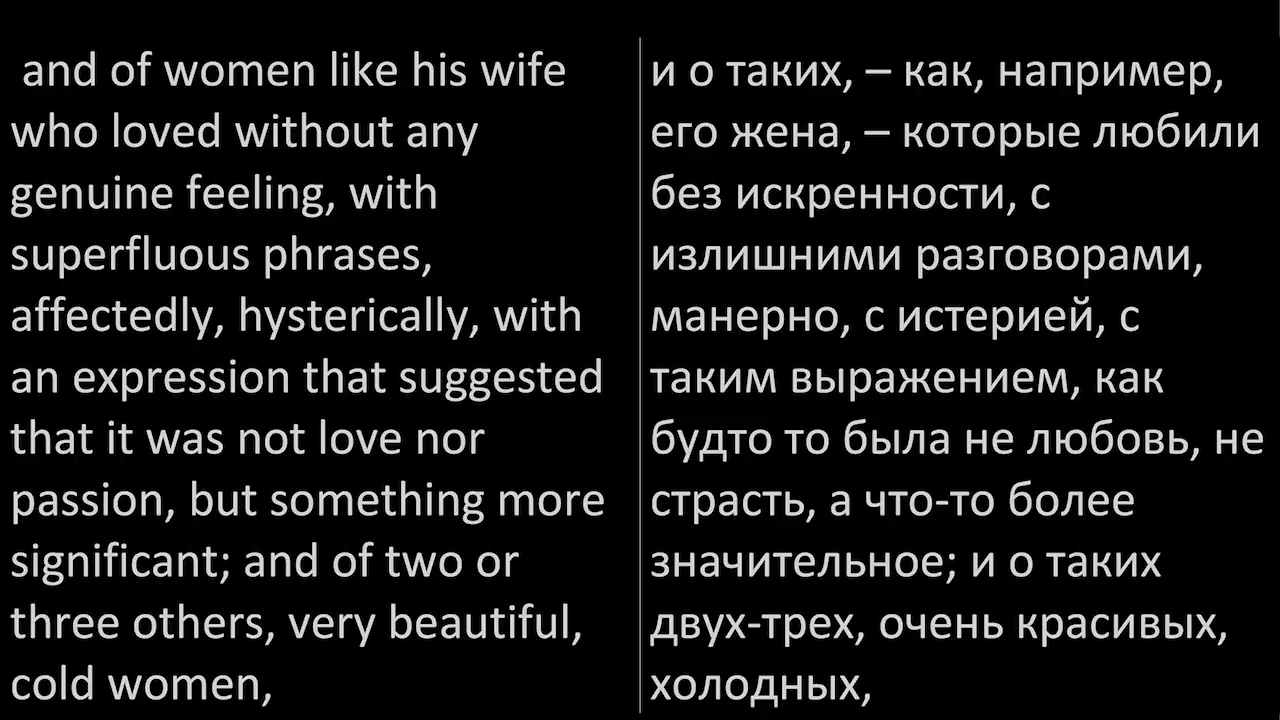 and of women like his wife
who loved without any
genuine feeling, with
superfluous phrases,
affectedly, hysterically, with
an expression that suggested
that it was not love nor
passion, but something more
significant; and of two or
three others, very beautiful,
cold women,
и о таких, – как, например,
его жена, – которые любили
без искренности, с
излишними разговорами,
манерно, с истерией, с
таким выражением, как
будто то была не любовь, не
страсть, а что-то более
значительное; и о таких
двух-трех, очень красивых,
холодных,